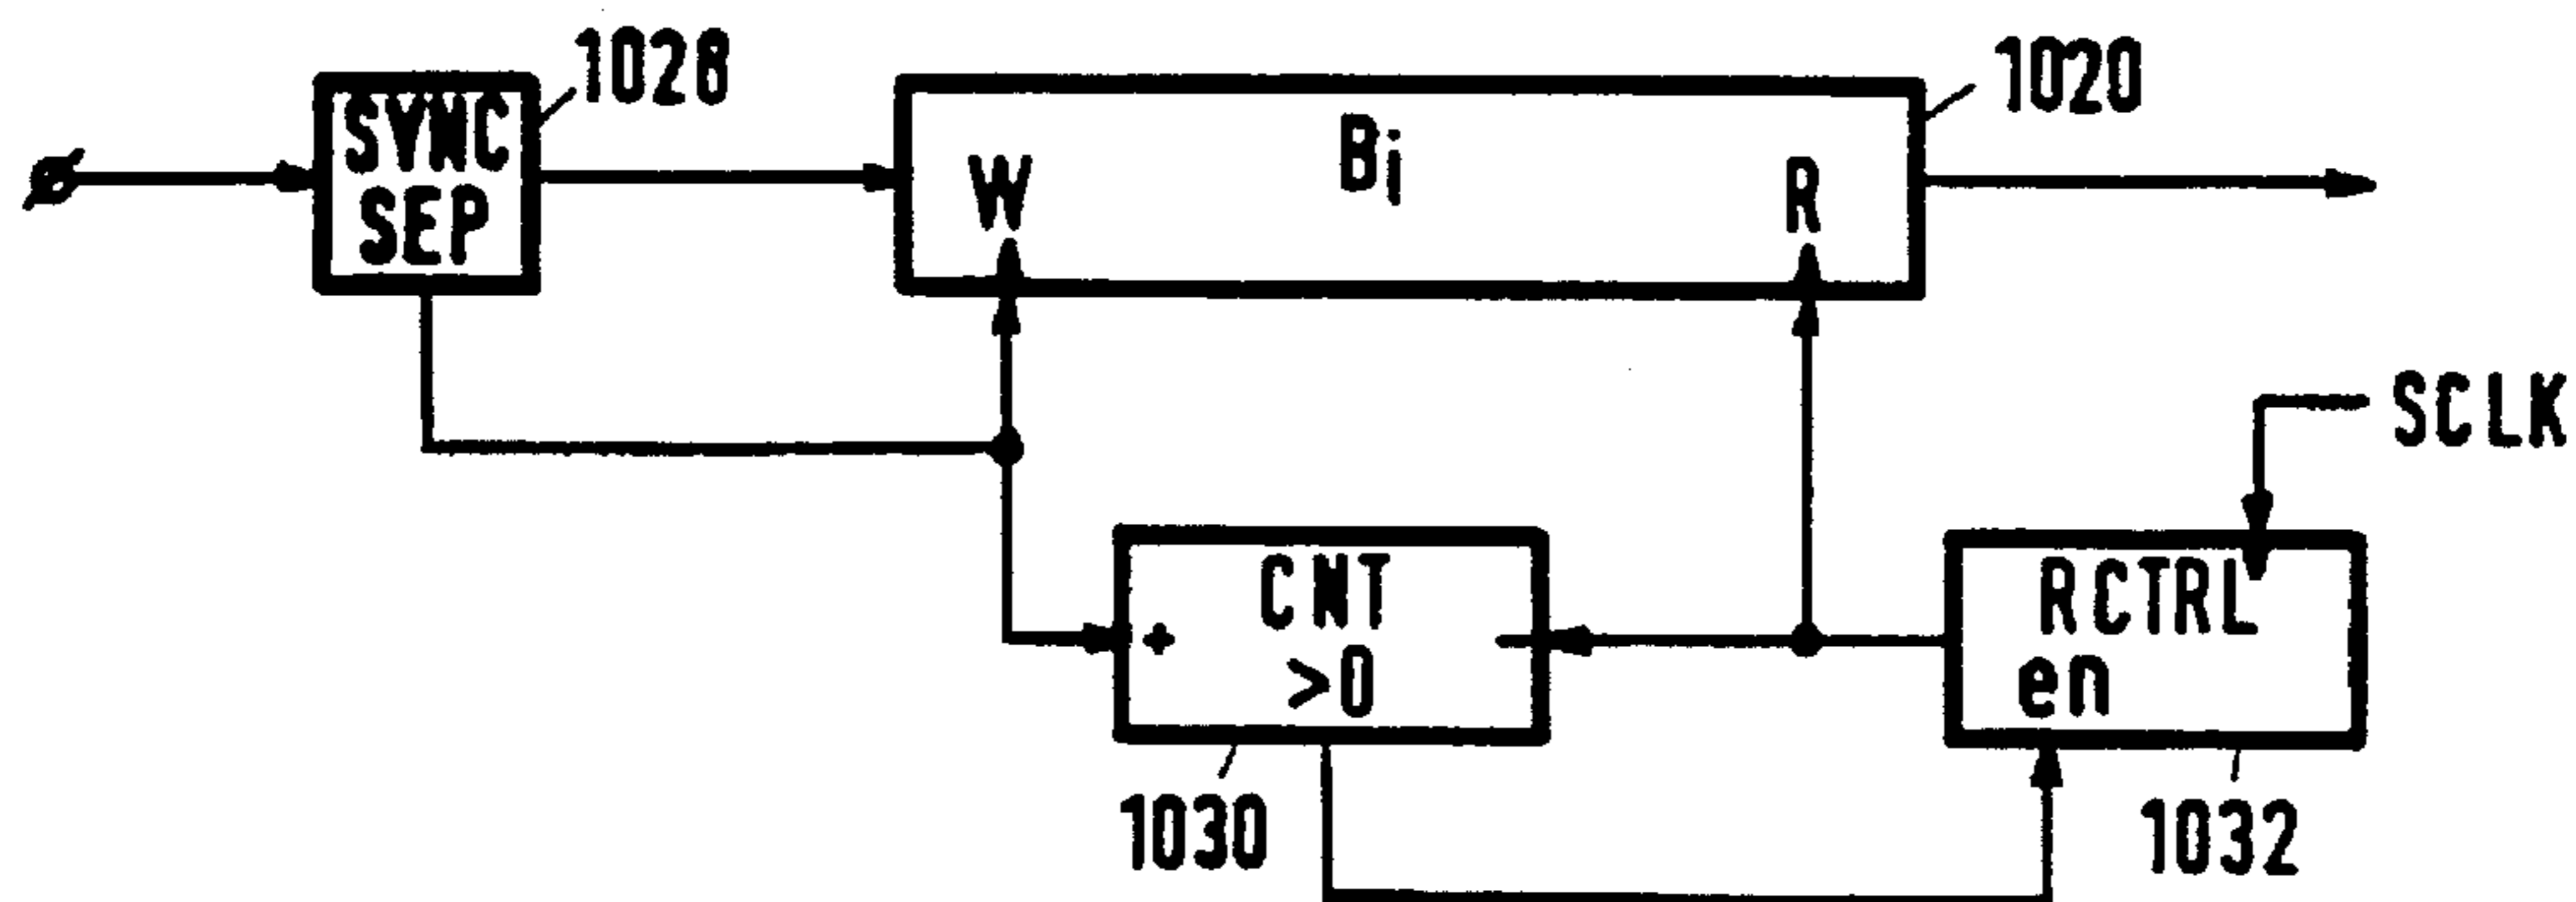 1028
SYNC
SEP
1020
W
Bi
R
SCLK
CNT
+
-
>0
RCTRL
en
1030
1032